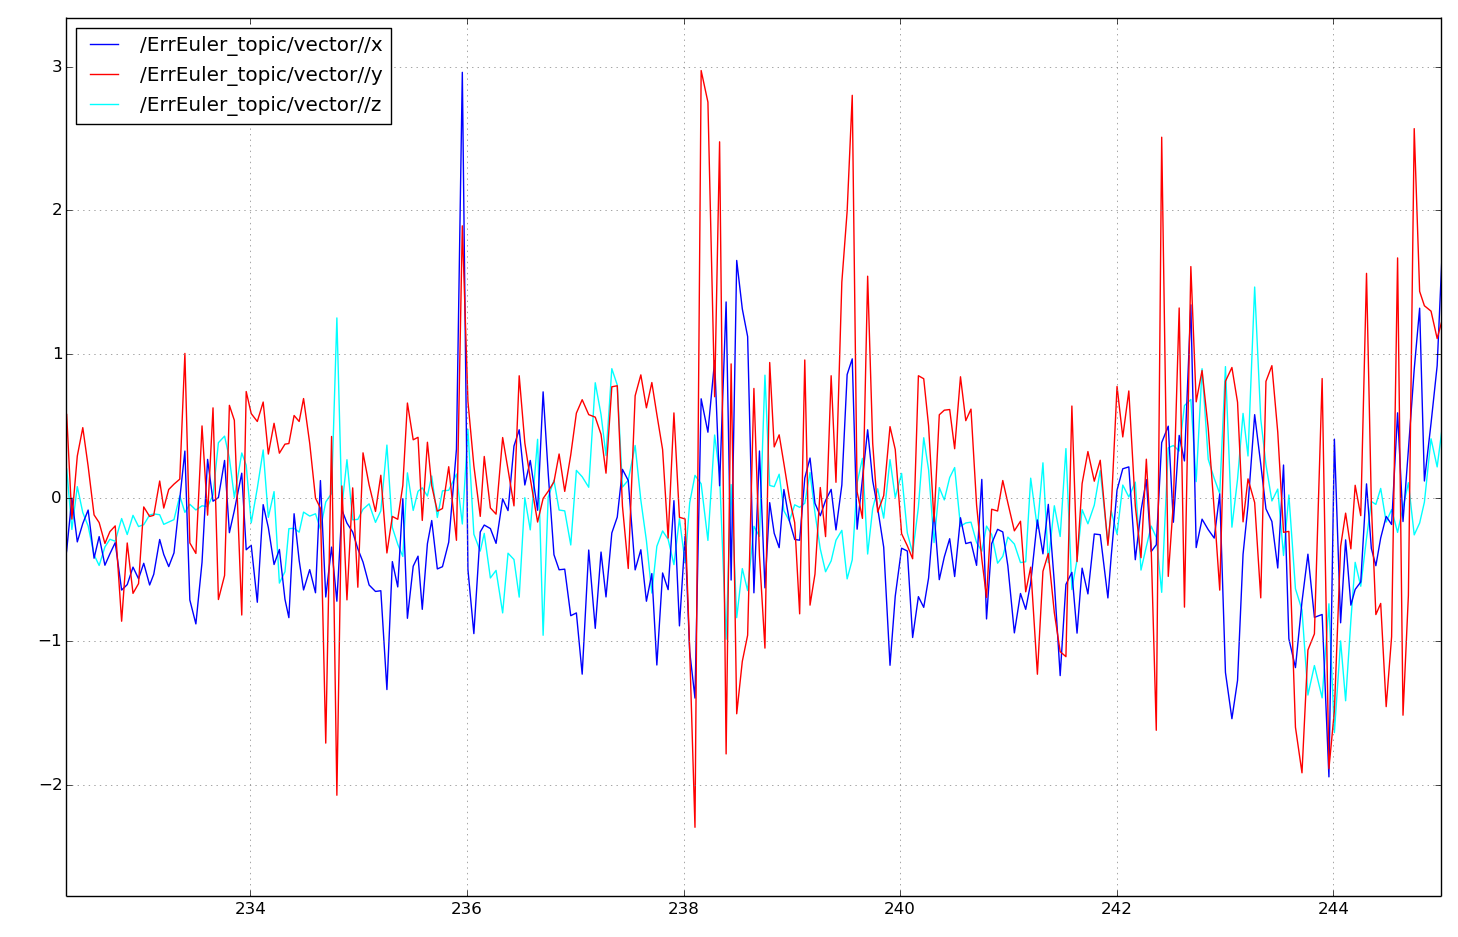 /ErrEuler_topic/vector//x
/ErrEuler_topic/vector//y
/ErrEuler_topic/vector//z
3
2
1
0
−1
−2
234 236 238 240 242 244